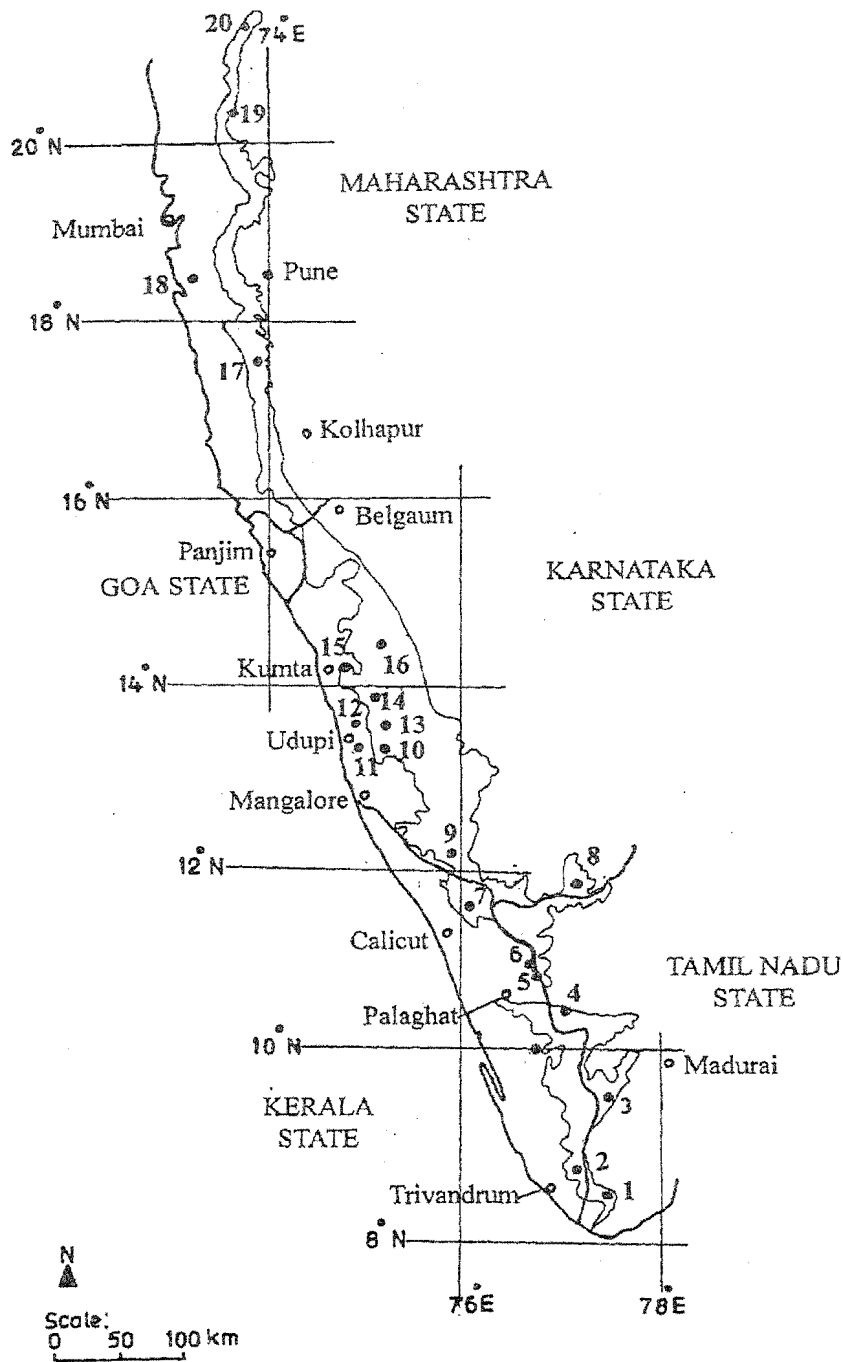 20
74°E
19
20°N
MAHARASHTRA
STATE
Mumbai
18
Pune
18°N
17
Kolhapur
16°N
Belgaum
Panjim
GOA STATE
KARNATAKA
STATE
15
Kumta
16
14°N
14
12
13
Udupi
10
11
Mangalore
9
12°N
8
7
Calicut
6
5
TAMIL NADU
STATE
4
Palaghat
10°N
Madurai
KERALA
STATE
3
2
Trivandrum
1
8°N
N
76°E
78°E
Scale:
0 50 100 km